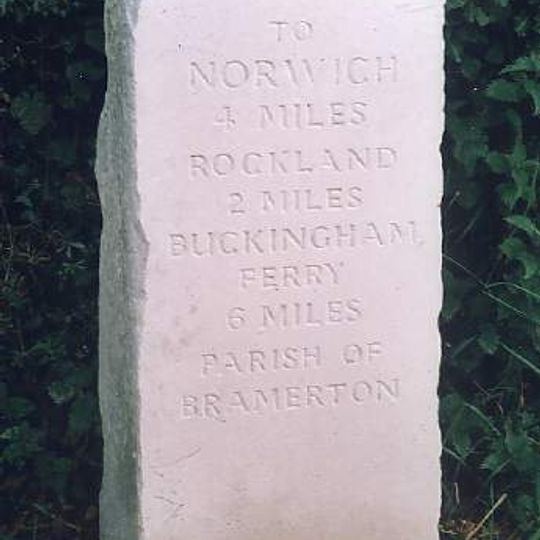 TO
NORWICH
4 MILES
ROCKLAND
2 MILES
BUCKINGHAM
FERRY
6 MILES
PARISH OF
BRAMERTON